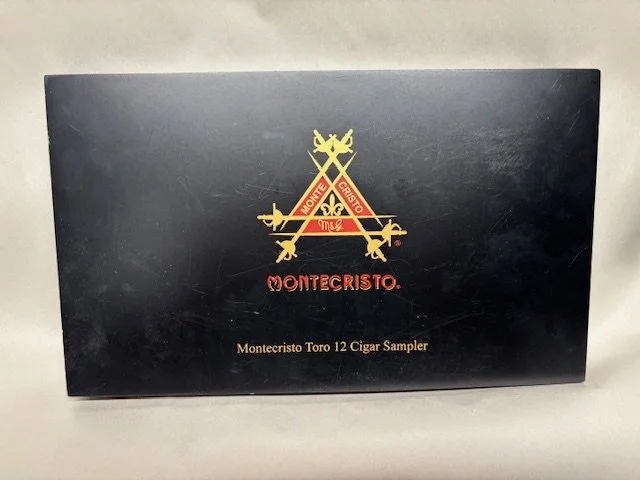 MONTE CRISTO
M&G
®
MONTECRISTO®
Montecristo Toro 12 Cigar Sampler